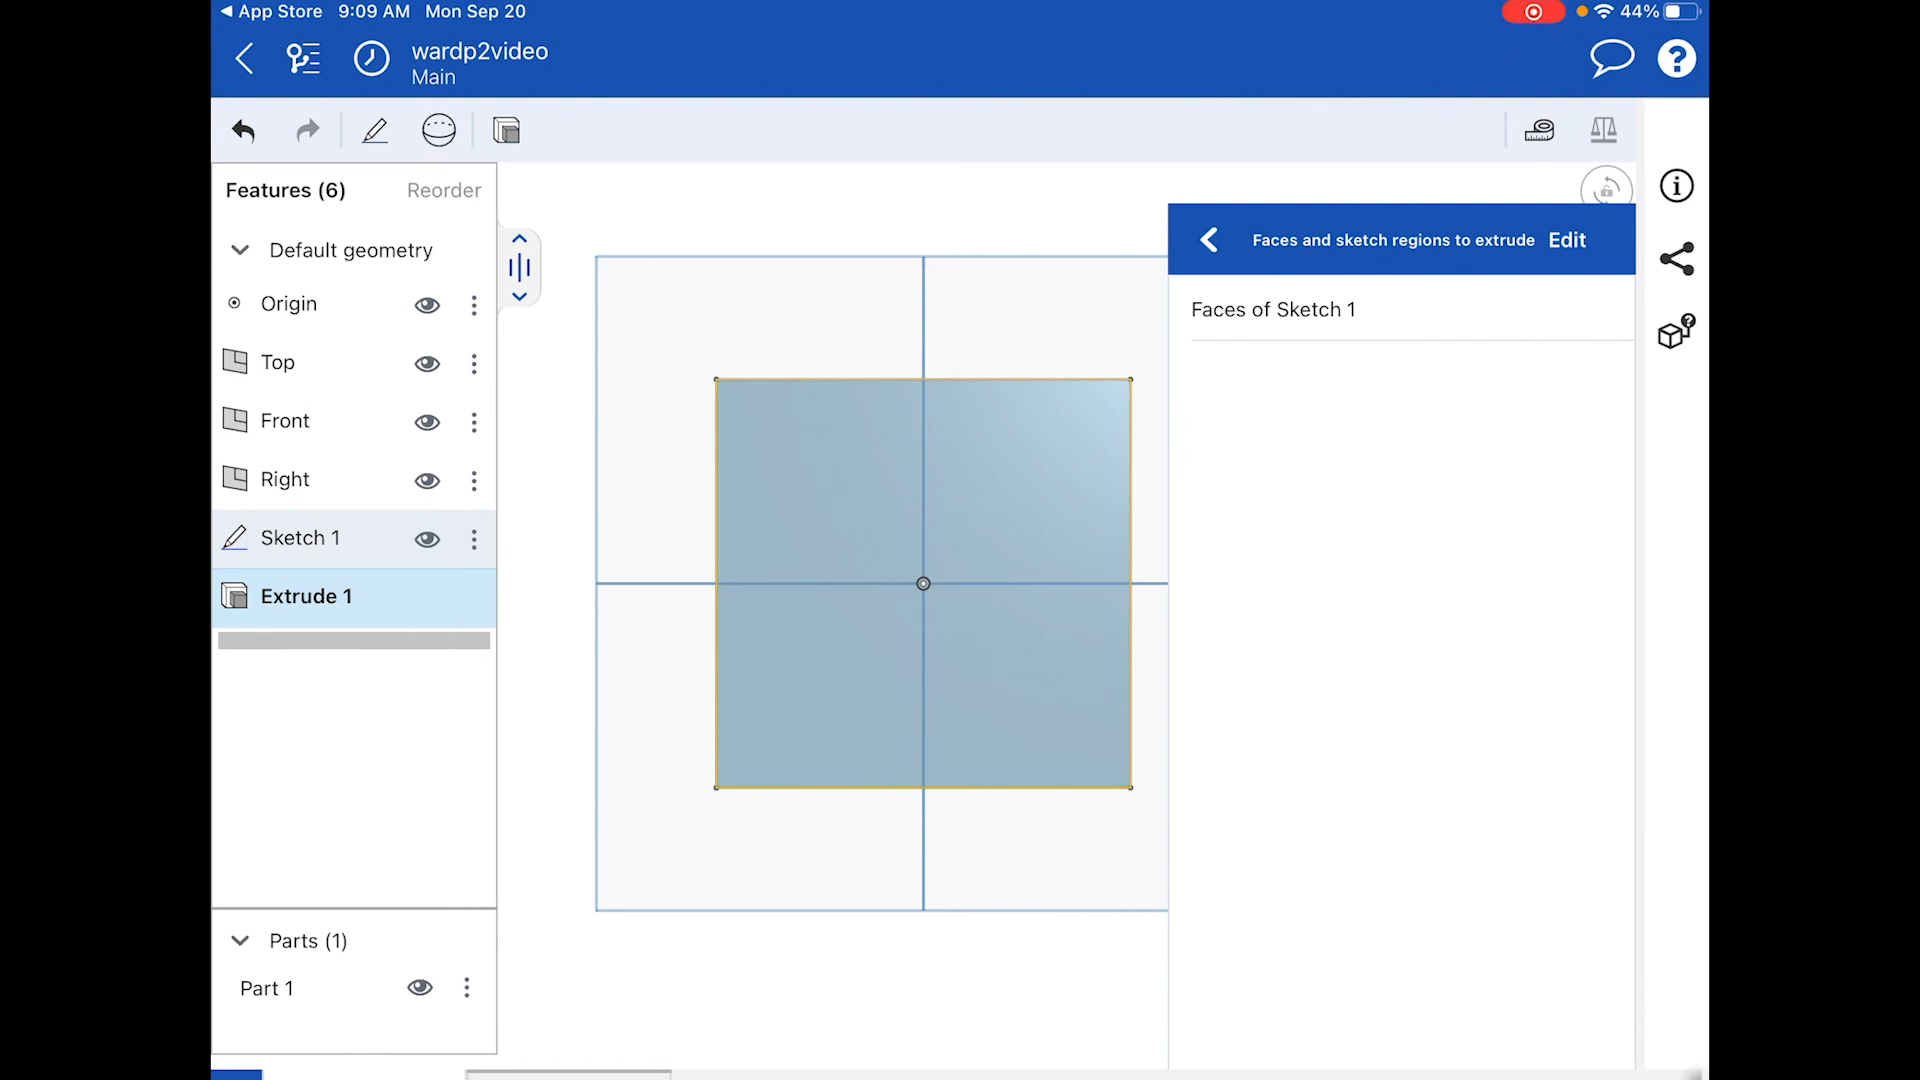 App Store 9:09 AM Mon Sep 20
44%
wardp2video
Main
?
Features (6) Reorder
Default geometry
Origin
Top
Front
Right
Sketch 1
Extrude 1
Parts (1)
Part 1
Faces and sketch regions to extrude Edit
Faces of Sketch 1